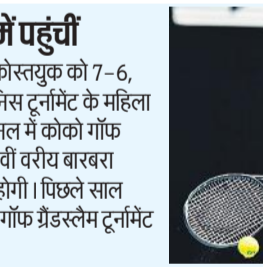 में पहुंचीं
कोस्तयुक को 7-6,
टूर्नामेंट के महिला
में कोको गॉफ
वीं वरीय बारबरा
होगी। पिछले साल
गॉफ ग्रैंडस्लैम टूर्नामेंट